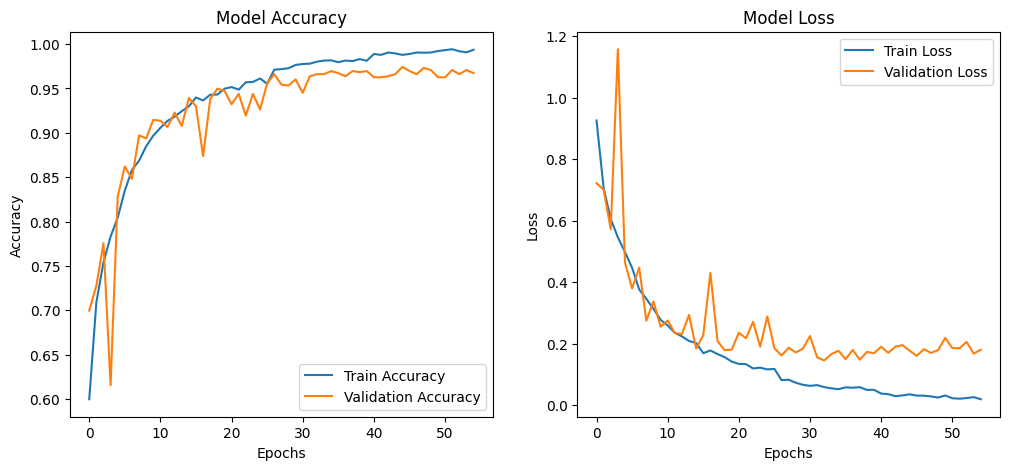 Model Accuracy
1.00
0.95
0.90
0.85
0.80
0.75
0.70
0.65
0.60
Accuracy
0 10 20 30 40 50
Epochs
Train Accuracy
Validation Accuracy
Model Loss
1.2
1.0
0.8
0.6
0.4
0.2
0.0
Loss
0 10 20 30 40 50
Epochs
Train Loss
Validation Loss